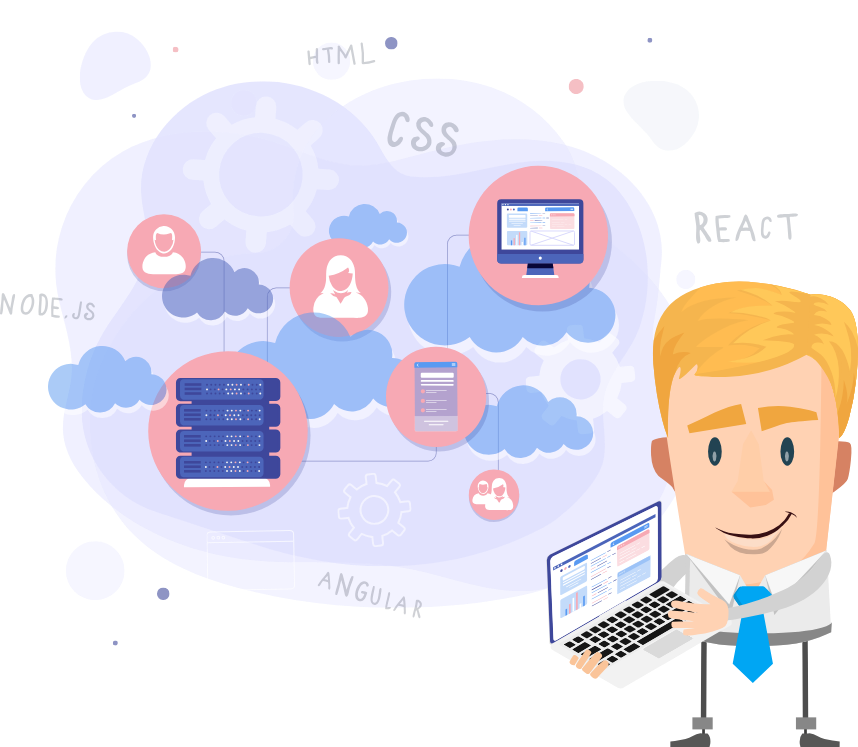 HTML
CSS
REACT
NODE.JS
ANGULAR